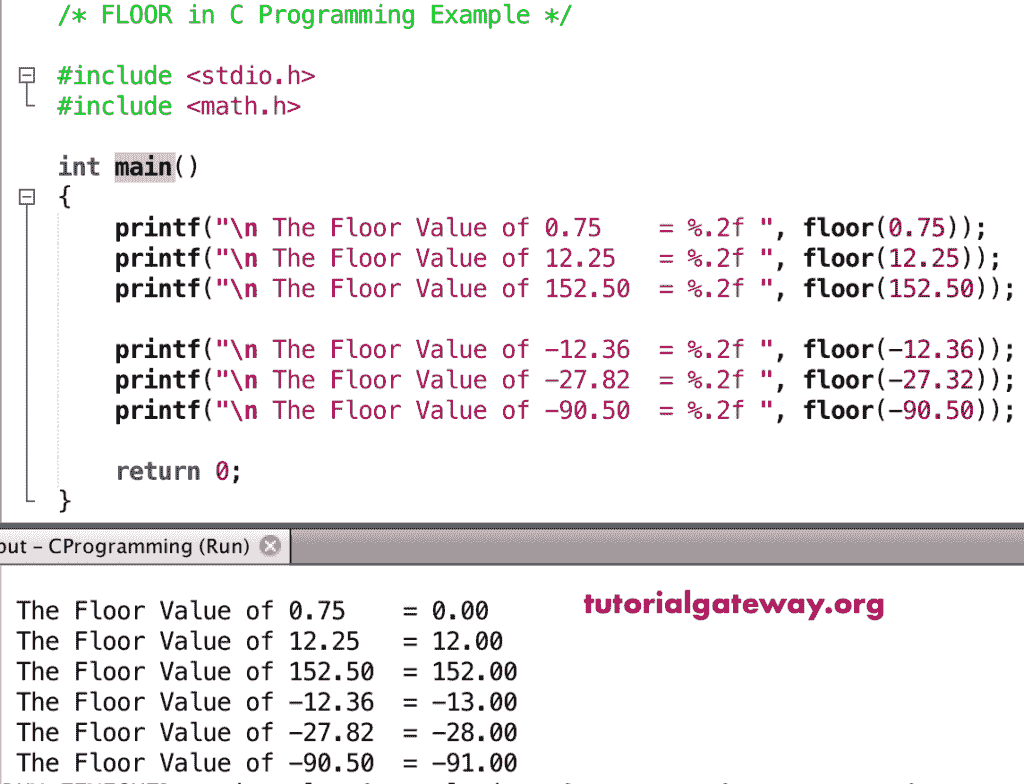 /* FLOOR in C Programming Example */
#include <stdio.h>
#include <math.h>
int main()
{
printf("\n The Floor Value of 0.75    = %.2f ", floor(0.75));
printf("\n The Floor Value of 12.25   = %.2f ", floor(12.25));
printf("\n The Floor Value of 152.50  = %.2f ", floor(152.50));
printf("\n The Floor Value of -12.36  = %.2f ", floor(-12.36));
printf("\n The Floor Value of -27.82  = %.2f ", floor(-27.32));
printf("\n The Floor Value of -90.50  = %.2f ", floor(-90.50));
return 0;
}
put – CProgramming (Run)
tutorialgateway.org
The Floor Value of 0.75    = 0.00
The Floor Value of 12.25   = 12.00
The Floor Value of 152.50  = 152.00
The Floor Value of -12.36  = -13.00
The Floor Value of -27.82  = -28.00
The Floor Value of -90.50  = -91.00